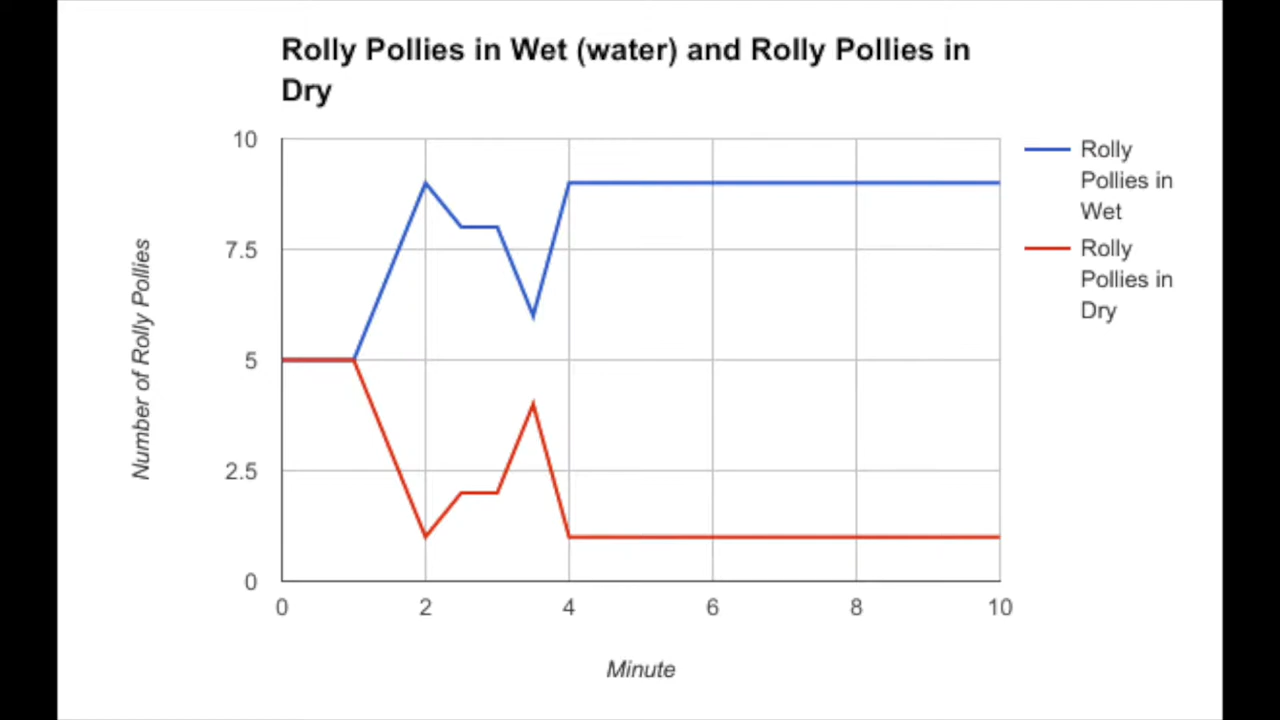 Rolly Pollies in Wet (water) and Rolly Pollies in
Dry
10
7.5
5
2.5
0
Number of Rolly Pollies
0 2 4 6 8 10
Minute
Rolly
Pollies in
Wet
Rolly
Pollies in
Dry